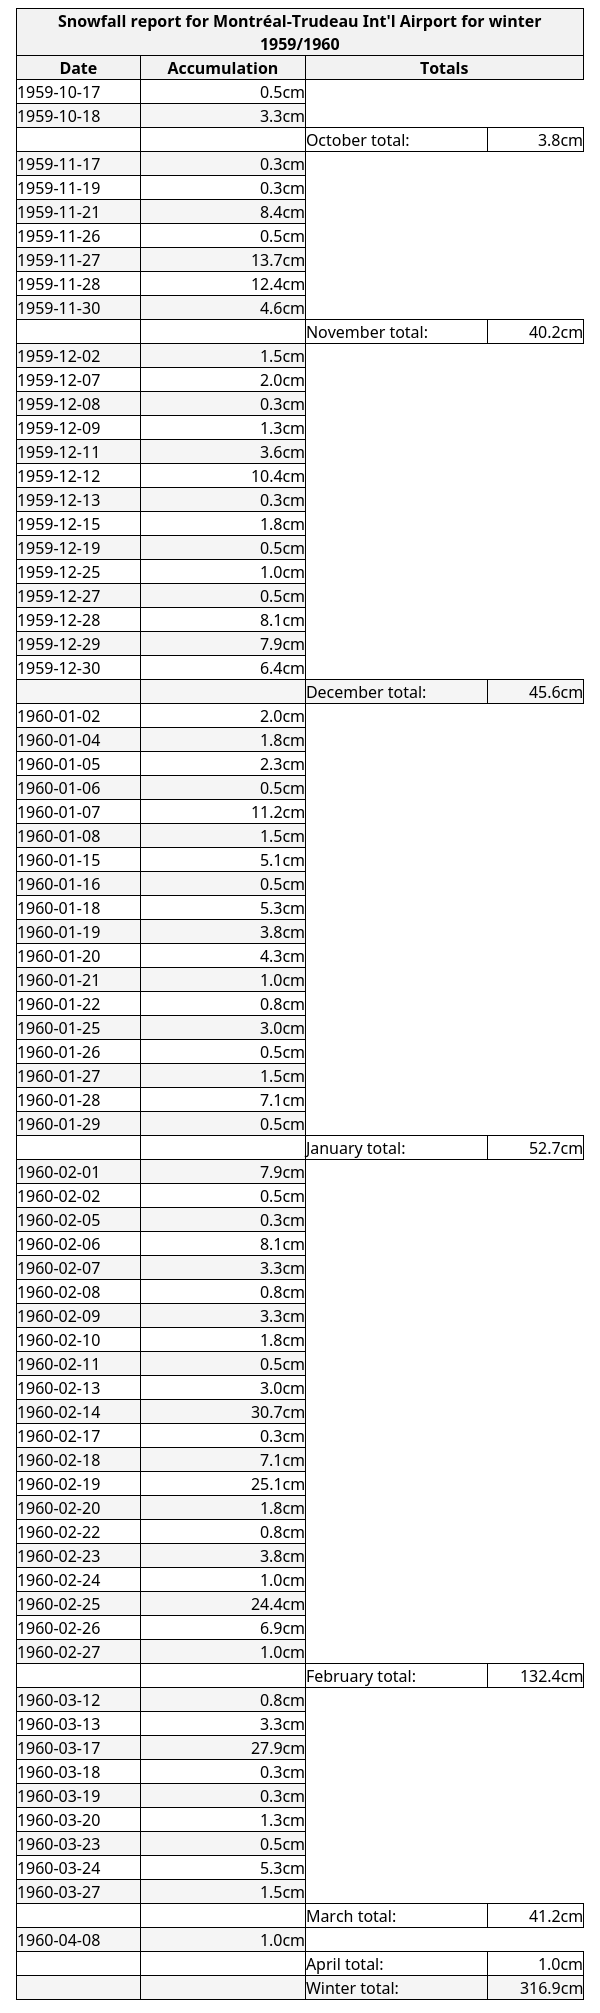 Snowfall report for Montréal-Trudeau Int'l Airport for winter
1959/1960
Date Accumulation Totals
1959-10-17 0.5cm
1959-10-18 3.3cm
October total: 3.8cm
1959-11-17 0.3cm
1959-11-19 0.3cm
1959-11-21 8.4cm
1959-11-26 0.5cm
1959-11-27 13.7cm
1959-11-28 12.4cm
1959-11-30 4.6cm
November total: 40.2cm
1959-12-02 1.5cm
1959-12-07 2.0cm
1959-12-08 0.3cm
1959-12-09 1.3cm
1959-12-11 3.6cm
1959-12-12 10.4cm
1959-12-13 0.3cm
1959-12-15 1.8cm
1959-12-19 0.5cm
1959-12-25 1.0cm
1959-12-27 0.5cm
1959-12-28 8.1cm
1959-12-29 7.9cm
1959-12-30 6.4cm
December total: 45.6cm
1960-01-02 2.0cm
1960-01-04 1.8cm
1960-01-05 2.3cm
1960-01-06 0.5cm
1960-01-07 11.2cm
1960-01-08 1.5cm
1960-01-15 5.1cm
1960-01-16 0.5cm
1960-01-18 5.3cm
1960-01-19 3.8cm
1960-01-20 4.3cm
1960-01-21 1.0cm
1960-01-22 0.8cm
1960-01-25 3.0cm
1960-01-26 0.5cm
1960-01-27 1.5cm
1960-01-28 7.1cm
1960-01-29 0.5cm
January total: 52.7cm
1960-02-01 7.9cm
1960-02-02 0.5cm
1960-02-05 0.3cm
1960-02-06 8.1cm
1960-02-07 3.3cm
1960-02-08 0.8cm
1960-02-09 3.3cm
1960-02-10 1.8cm
1960-02-11 0.5cm
1960-02-13 3.0cm
1960-02-14 30.7cm
1960-02-17 0.3cm
1960-02-18 7.1cm
1960-02-19 25.1cm
1960-02-20 1.8cm
1960-02-22 0.8cm
1960-02-23 3.8cm
1960-02-24 1.0cm
1960-02-25 24.4cm
1960-02-26 6.9cm
1960-02-27 1.0cm
February total: 132.4cm
1960-03-12 0.8cm
1960-03-13 3.3cm
1960-03-17 27.9cm
1960-03-18 0.3cm
1960-03-19 0.3cm
1960-03-20 1.3cm
1960-03-23 0.5cm
1960-03-24 5.3cm
1960-03-27 1.5cm
March total: 41.2cm
1960-04-08 1.0cm
April total: 1.0cm
Winter total: 316.9cm